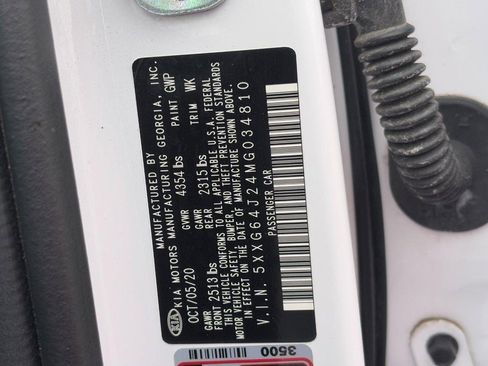 MANUFACTURED BY
KIA KIA MOTORS MANUFACTURING GEORGIA, INC.
OCT/05/20 GVWR 4354 lbs PAINT GWP
GAWR FRONT 2513 lbs GAWR REAR 2315 lbs TRIM WK
THIS VEHICLE CONFORMS TO ALL APPLICABLE U.S.A. FEDERAL
MOTOR VEHICLE SAFETY, BUMPER, AND THEFT PREVENTION STANDARDS
IN EFFECT ON THE DATE OF MANUFACTURE SHOWN ABOVE.
V.I.N. 5XXG64J24MG034810
PASSENGER CAR
3500